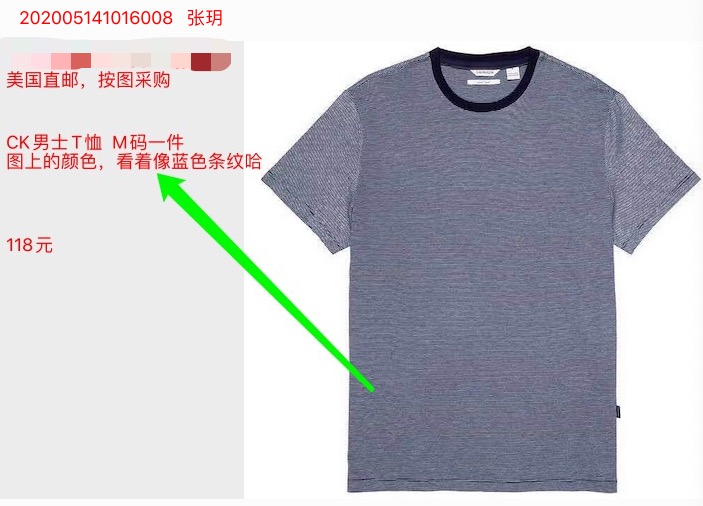 202005141016008 张玥
美国直邮，按图采购
CK男士T恤 M码一件
图上的颜色，看着像蓝色条纹哈
118元